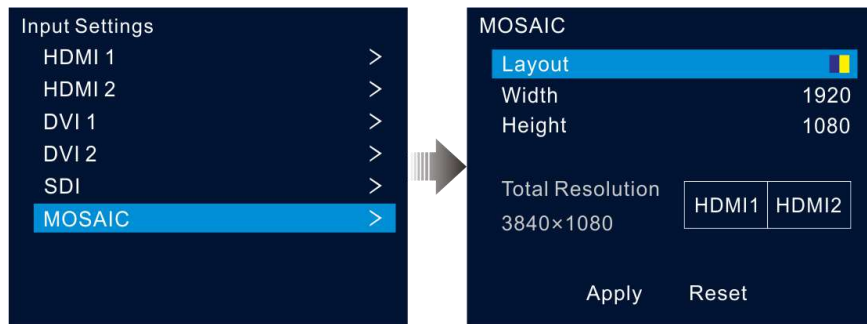 Input Settings
HDMI 1 >
HDMI 2 >
DVI 1 >
DVI 2 >
SDI >
MOSAIC >
MOSAIC
Layout
Width 1920
Height 1080
Total Resolution
3840×1080
HDMI1 HDMI2
Apply Reset